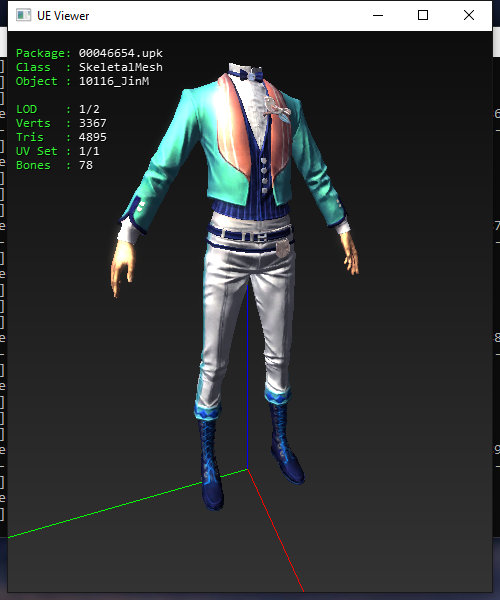 UE Viewer
Package: 00046654.upk
Class : SkeletalMesh
Object : 10116_JinM
LOD : 1/2
Verts : 3367
Tris : 4895
UV Set : 1/1
Bones : 78